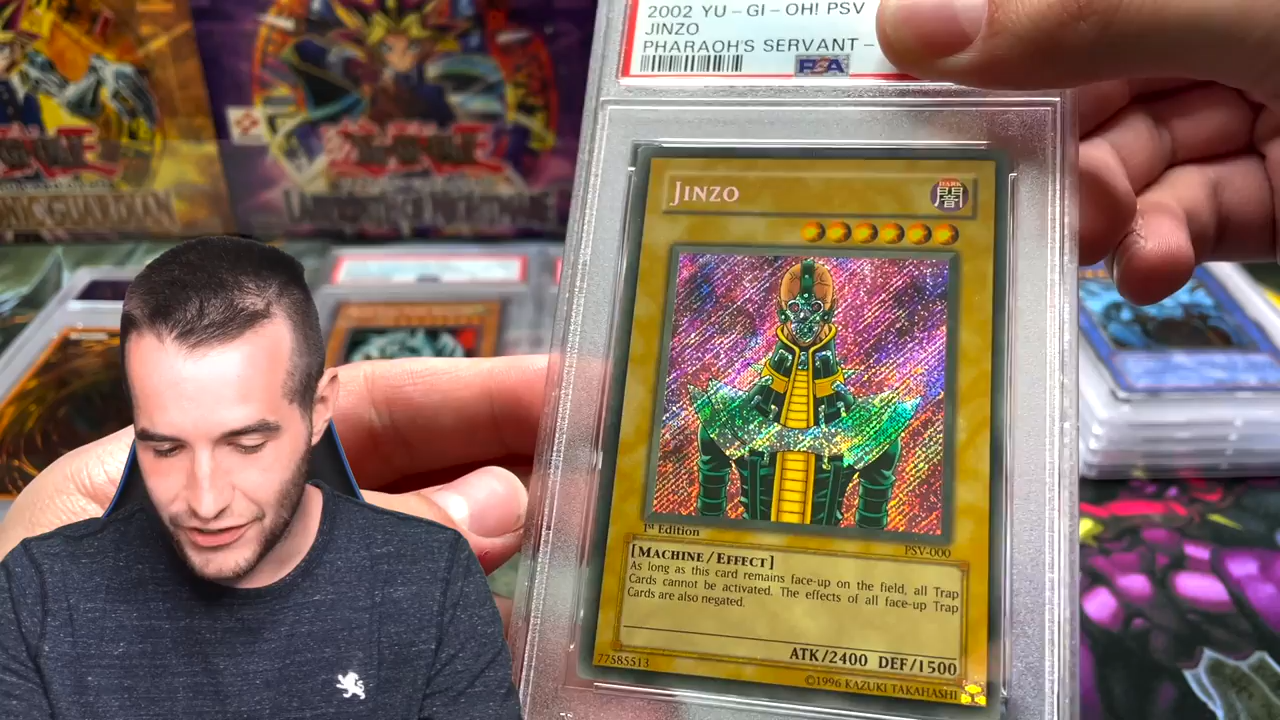 2002 YU-GI-OH! PSV
JINZO
PHARAOH'S SERVANT -
PSA
JINZO
DARK
闇
1st Edition
PSV-000
[MACHINE/EFFECT]
As long as this card remains face-up on the field, all Trap
Cards cannot be activated. The effects of all face-up Trap
Cards are also negated.
ATK/2400 DEF/1500
77585513
©1996 KAZUKI TAKAHASHI